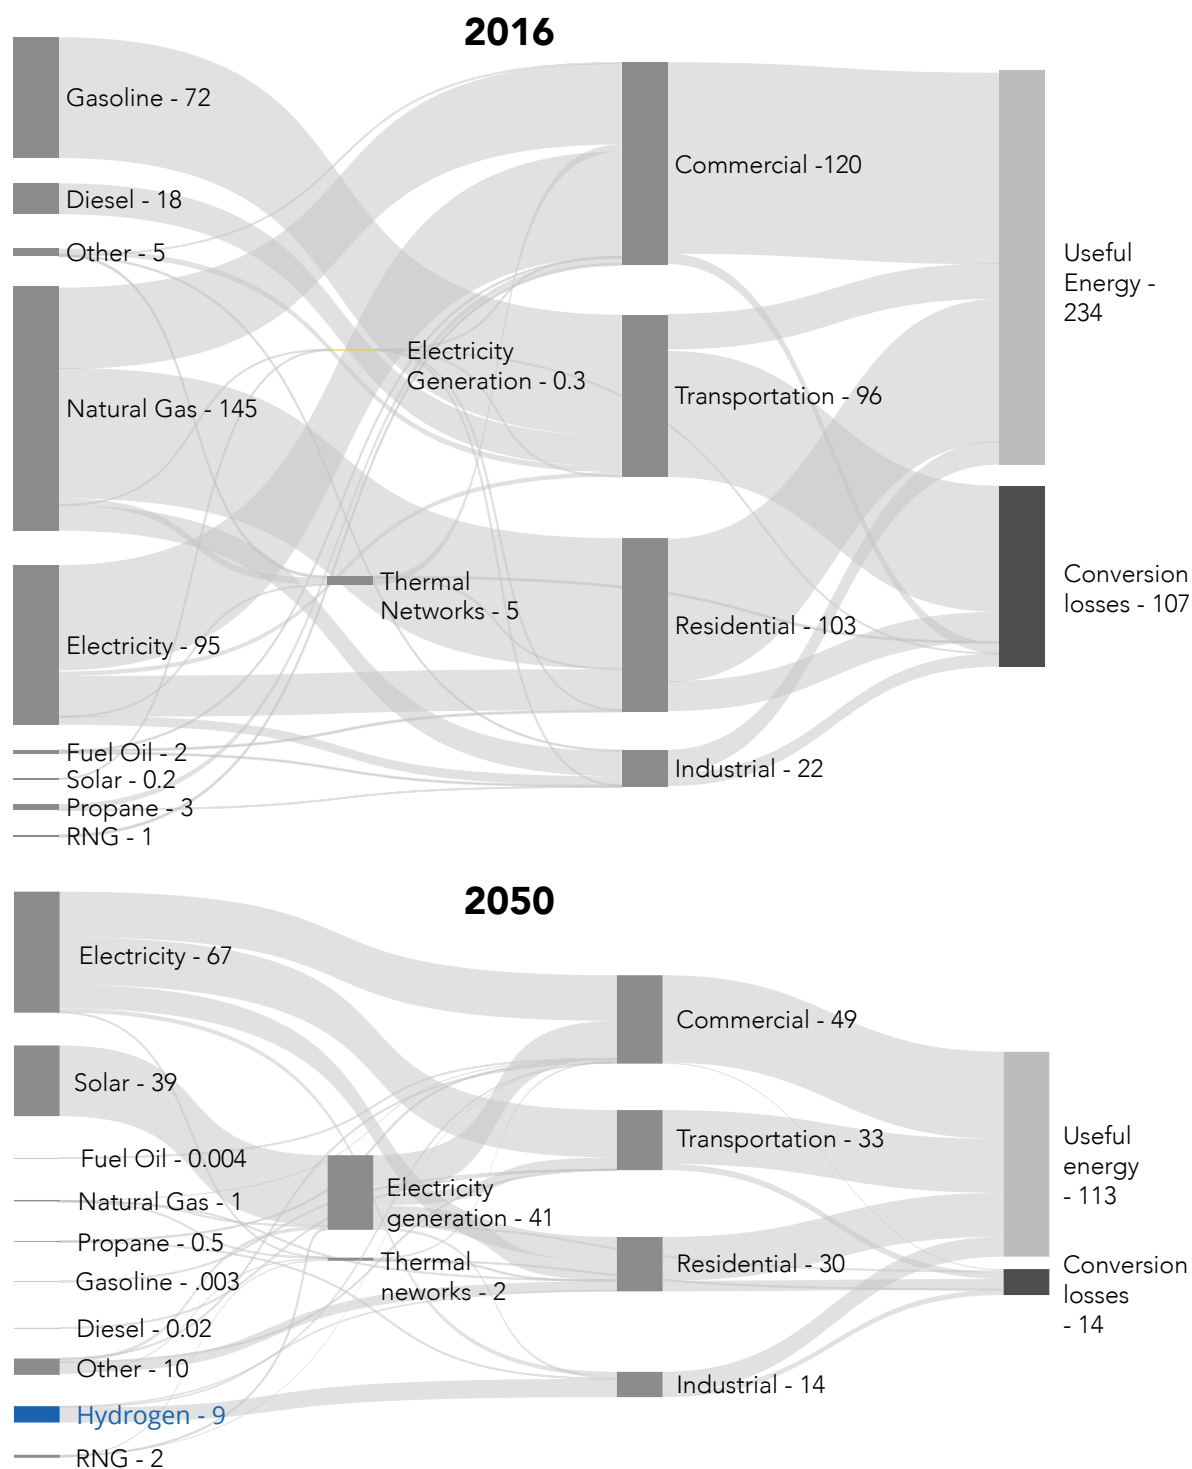 2016
Gasoline - 72
Diesel - 18
Other - 5
Natural Gas - 145
Electricity - 95
Fuel Oil - 2
Solar - 0.2
Propane - 3
RNG - 1
Electricity
Generation - 0.3
Thermal
Networks - 5
Commercial -120
Transportation - 96
Residential - 103
Industrial - 22
Useful
Energy -
234
Conversion
losses - 107
2050
Electricity - 67
Solar - 39
Fuel Oil - 0.004
Natural Gas - 1
Propane - 0.5
Gasoline - .003
Diesel - 0.02
Other - 10
Hydrogen - 9
RNG - 2
Electricity
generation - 41
Thermal
neworks - 2
Commercial - 49
Transportation - 33
Residential - 30
Industrial - 14
Useful
energy
- 113
Conversion
losses
- 14